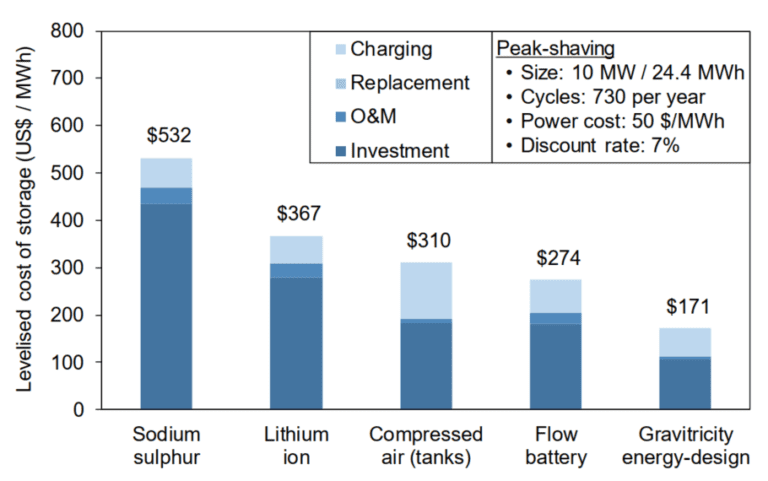 Levelised cost of storage (US$ / MWh)
800
700
600
500
400
300
200
100
0
Charging
Replacement
O&M
Investment
Peak-shaving
• Size: 10 MW / 24.4 MWh
• Cycles: 730 per year
• Power cost: 50 $/MWh
• Discount rate: 7%
$532
$367
$310
$274
$171
Sodium
sulphur
Lithium
ion
Compressed
air (tanks)
Flow
battery
Gravitricity
energy-design